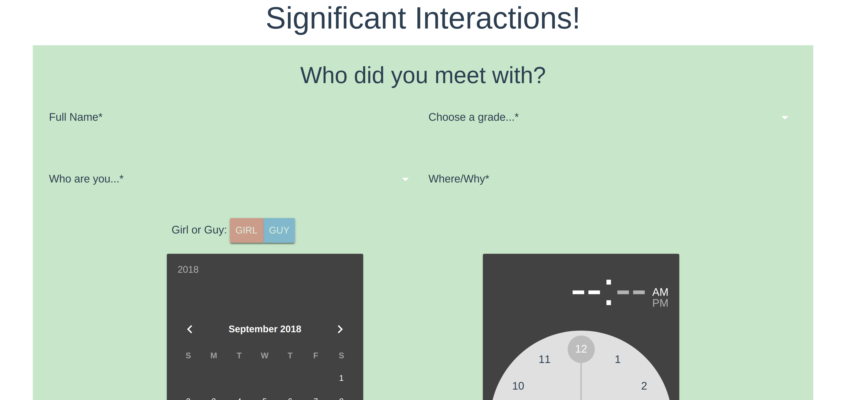 Significant Interactions!
Who did you meet with?
Full Name*
Choose a grade...*
Who are you...*
Where/Why*
Girl or Guy: GIRL GUY
2018
--:-- AM
PM
September 2018
S M T W T F S
1
12
11 1
10 2